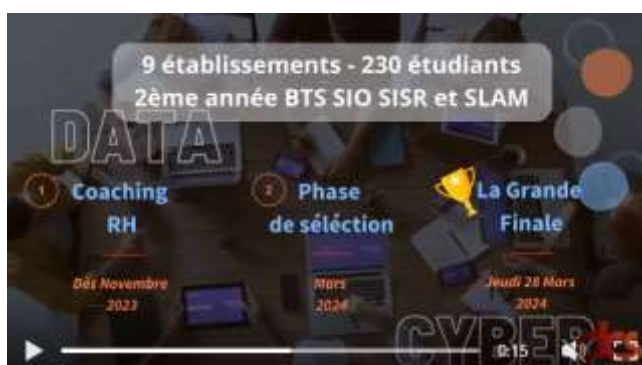 9 établissements - 230 étudiants
2ème année BTS SIO SISR et SLAM
DATA
1
Coaching
RH
Dès Novembre
2023
2
Phase
de séléction
Mars
2024
La Grande
Finale
Jeudi 28 Mars
2024
CYBER
0:15